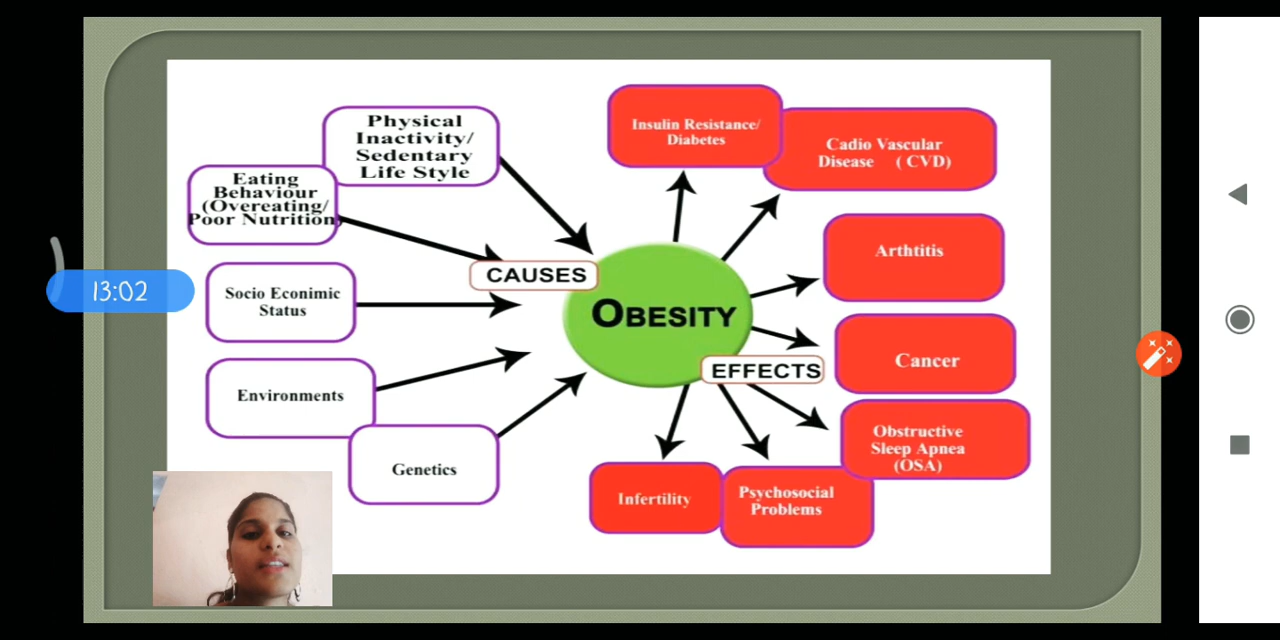 Physical
Inactivity/
Sedentary
Life Style
Eating
Behaviour
(Overeating/
Poor Nutrition)
Socio Econimic
Status
Environments
Genetics
13:02
CAUSES
OBESITY
EFFECTS
Insulin Resistance/
Diabetes
Cadio Vascular
Disease ( CVD)
Arthtitis
Cancer
Obstructive
Sleep Apnea
(OSA)
Psychosocial
Problems
Infertility